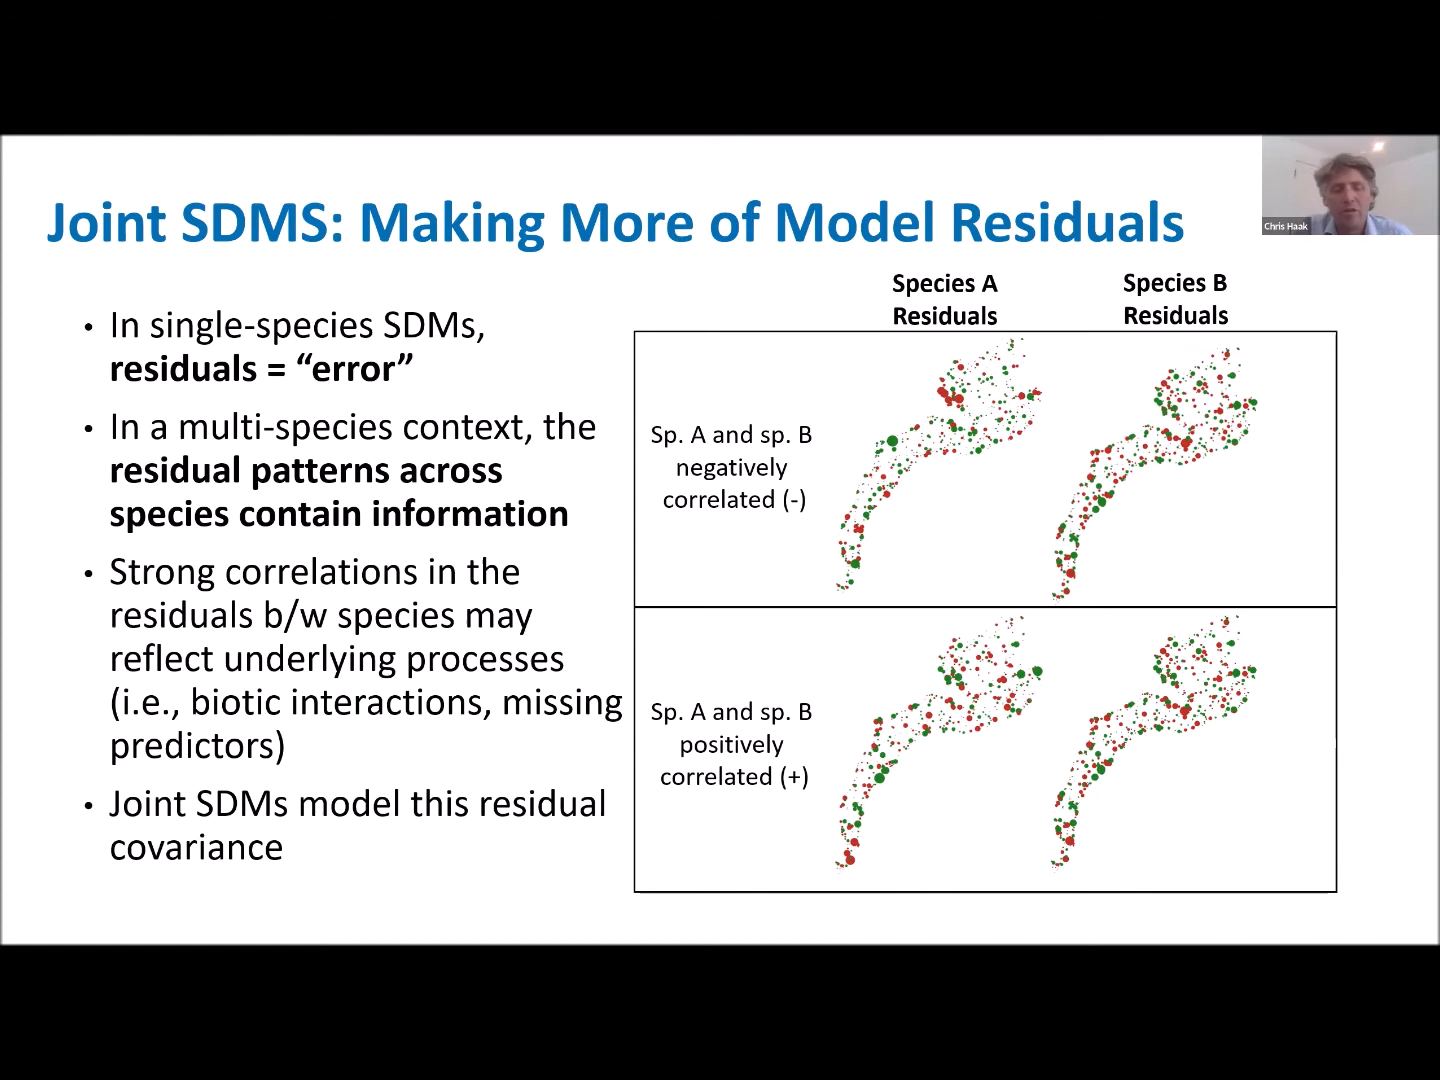 Joint SDMS: Making More of Model Residuals
Chris Haak
• In single-species SDMs,
residuals = “error”
• In a multi-species context, the
residual patterns across
species contain information
• Strong correlations in the
residuals b/w species may
reflect underlying processes
(i.e., biotic interactions, missing
predictors)
• Joint SDMs model this residual
covariance
Species A
Residuals
Species B
Residuals
Sp. A and sp. B
negatively
correlated (-)
Sp. A and sp. B
positively
correlated (+)